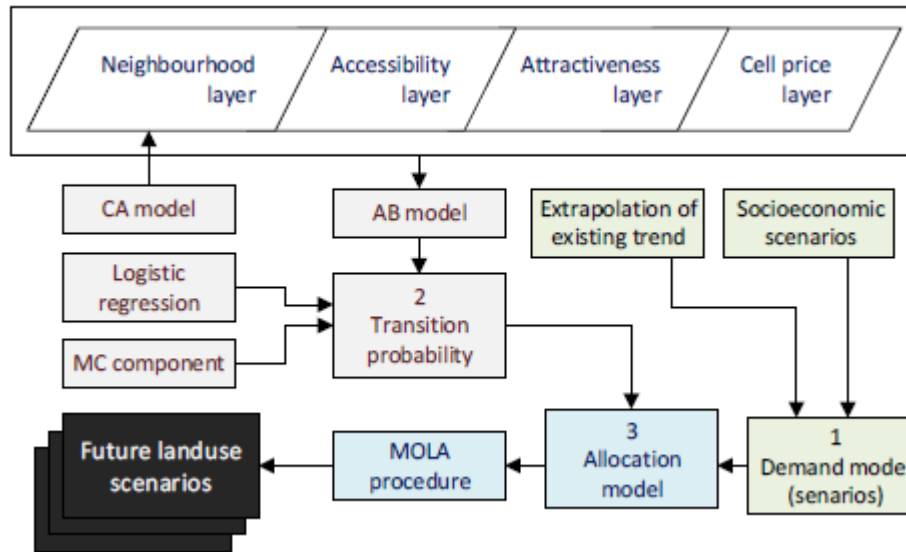 Neighbourhood
layer
Accessibility
layer
Attractiveness
layer
Cell price
layer
CA model
AB model
Extrapolation of
existing trend
Socioeconomic
scenarios
Logistic
regression
MC component
2
Transition
probability
Future landuse
scenarios
MOLA
procedure
3
Allocation
model
1
Demand mode
(senarios)